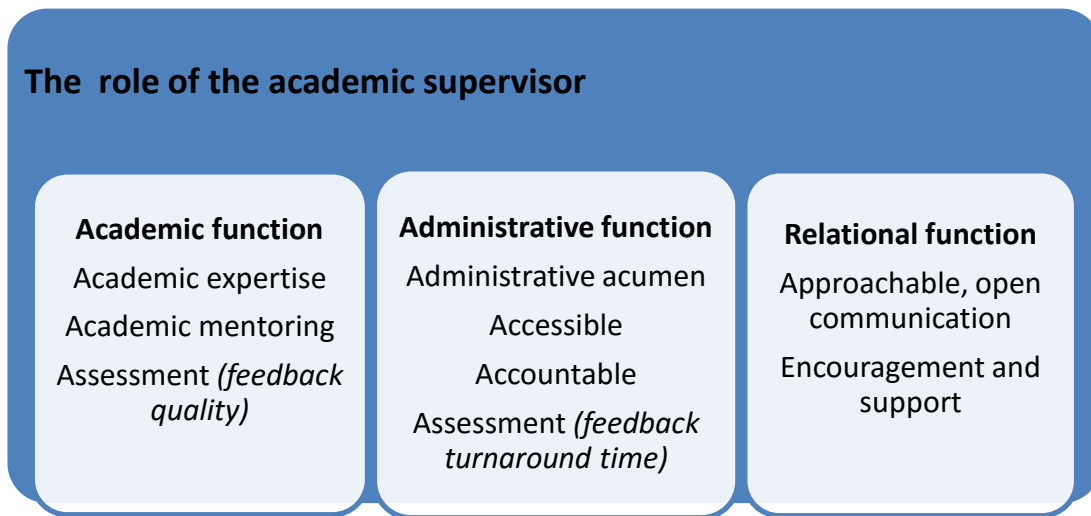 The role of the academic supervisor
Academic function
Academic expertise
Academic mentoring
Assessment (feedback
quality)
Administrative function
Administrative acumen
Accessible
Accountable
Assessment (feedback
turnaround time)
Relational function
Approachable, open
communication
Encouragement and
support